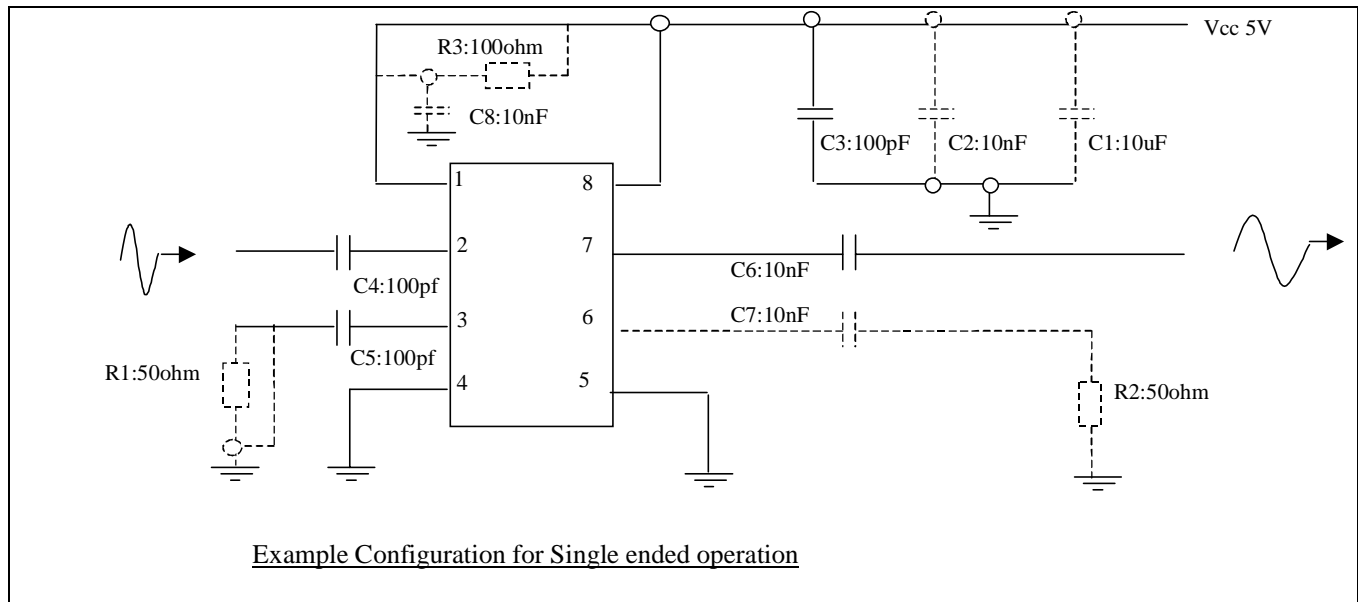 Vcc 5V
R3:100ohm
C8:10nF
C3:100pF
C2:10nF
C1:10uF
1
8
2
7
C4:100pf
C6:10nF
3
6
C7:10nF
C5:100pf
R1:50ohm
4
5
R2:50ohm
Example Configuration for Single ended operation